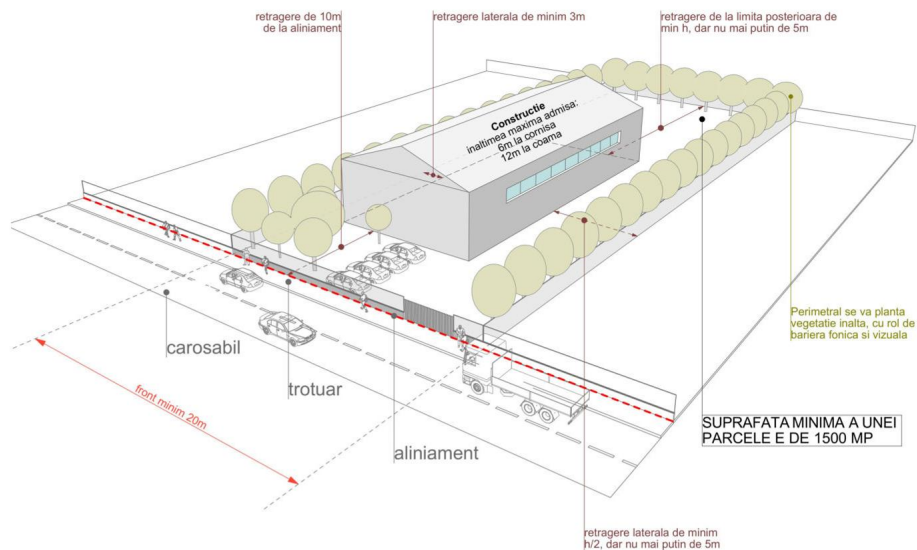 retragere de 10m
de la aliniament
retragere laterala de minim 3m
retragere de la limita posterioara de
min h, dar nu mai putin de 5m
Constructie
inaltimea maxima admisa:
6m la cornisa
12m la coama
Perimetral se va planta
vegetatie inalta, cu rol de
bariera fonica si vizuala
carosabil
trotuar
front minim 20m
aliniament
SUPRAFATA MINIMA A UNEI
PARCELE E DE 1500 MP
retragere laterala de minim
h/2, dar nu mai putin de 5m